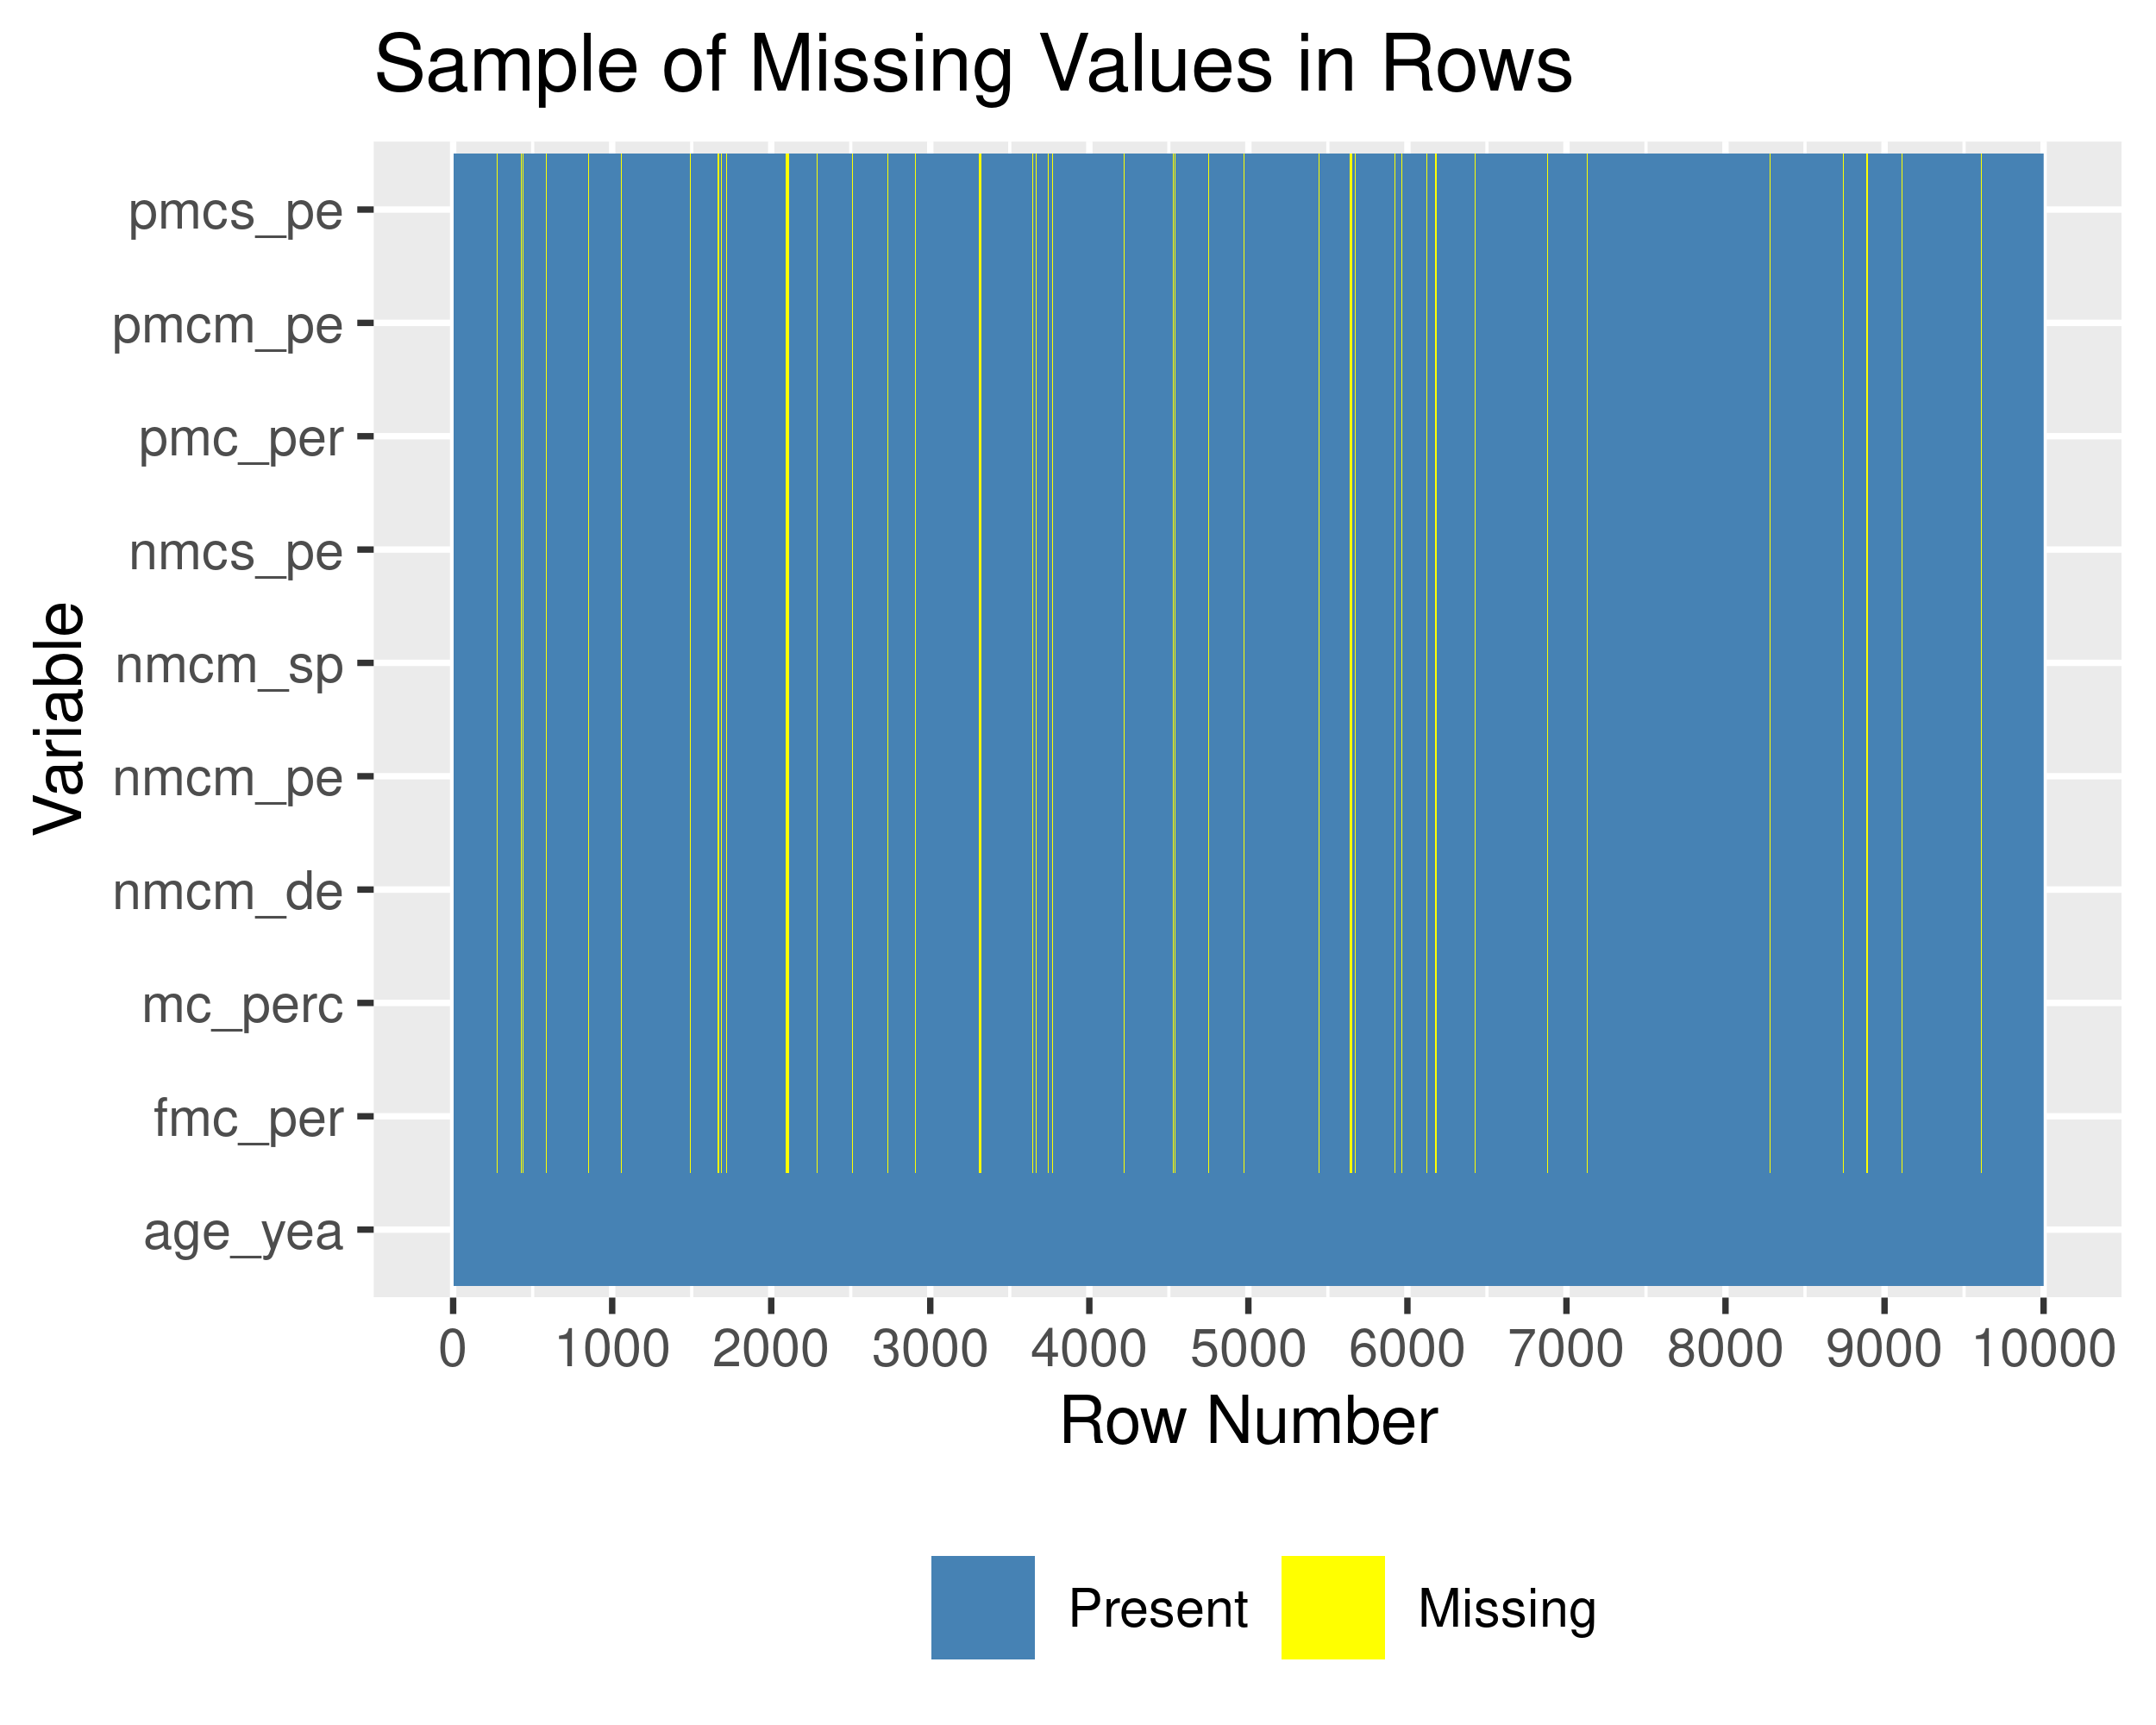 Sample of Missing Values in Rows
pmcs_pe
pmcm_pe
pmc_per
nmcs_pe
nmcm_sp
nmcm_pe
nmcm_de
mc_perc
fmc_per
age_yea
Variable
0 1000 2000 3000 4000 5000 6000 7000 8000 9000 10000
Row Number
Present Missing